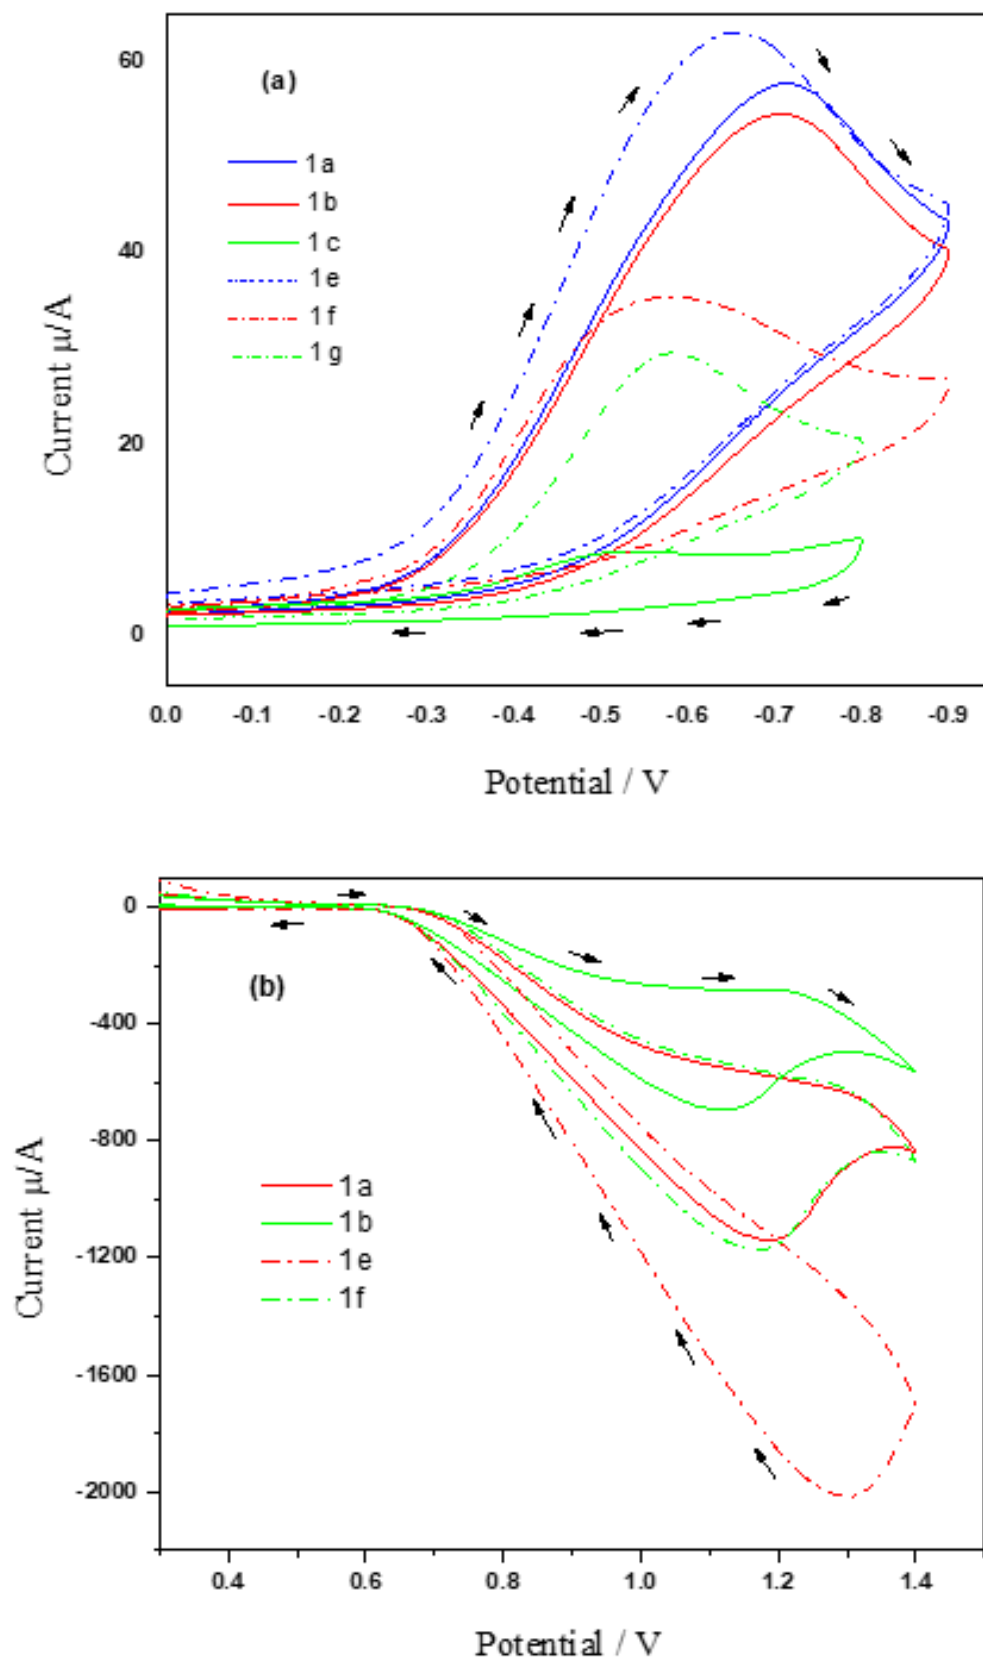 (a)
1a
1b
1c
1e
1f
1g
60
40
20
0
Current µ/A
0.0 -0.1 -0.2 -0.3 -0.4 -0.5 -0.6 -0.7 -0.8 -0.9
Potential / V
(b)
1a
1b
1e
1f
0
-400
-800
-1200
-1600
-2000
Current µ/A
0.4 0.6 0.8 1.0 1.2 1.4
Potential / V